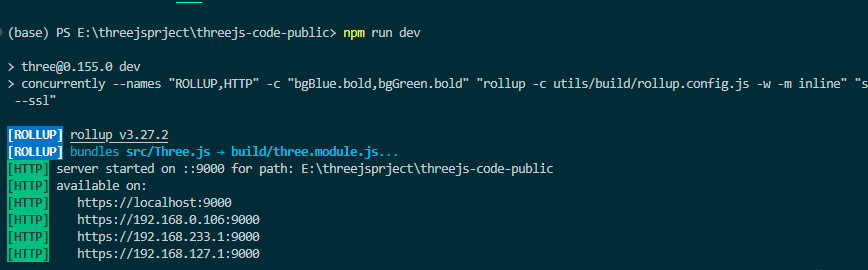 (base) PS E:\threejsprject\threejs-code-public> npm run dev
> three@0.155.0 dev
> concurrently --names "ROLLUP,HTTP" -c "bgBlue.bold,bgGreen.bold" "rollup -c utils/build/rollup.config.js -w -m inline" "s
--ssl"
[ROLLUP] rollup v3.27.2
[ROLLUP] bundles src/Three.js → build/three.module.js...
[HTTP] server started on ::9000 for path: E:\threejsprject\threejs-code-public
[HTTP] available on:
[HTTP] https://localhost:9000
[HTTP] https://192.168.0.106:9000
[HTTP] https://192.168.233.1:9000
[HTTP] https://192.168.127.1:9000